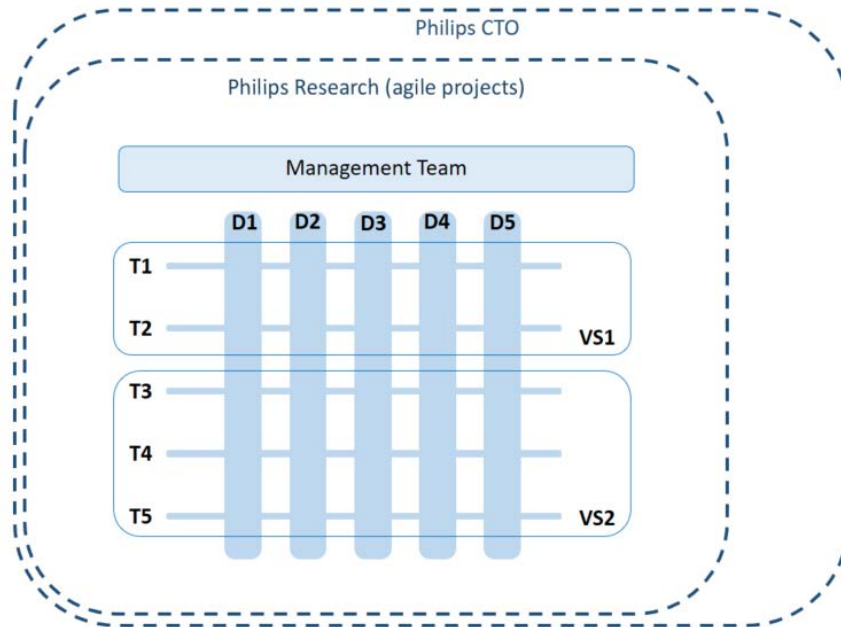 Philips CTO
Philips Research (agile projects)
Management Team
D1 D2 D3 D4 D5
T1
T2
VS1
T3
T4
T5
VS2